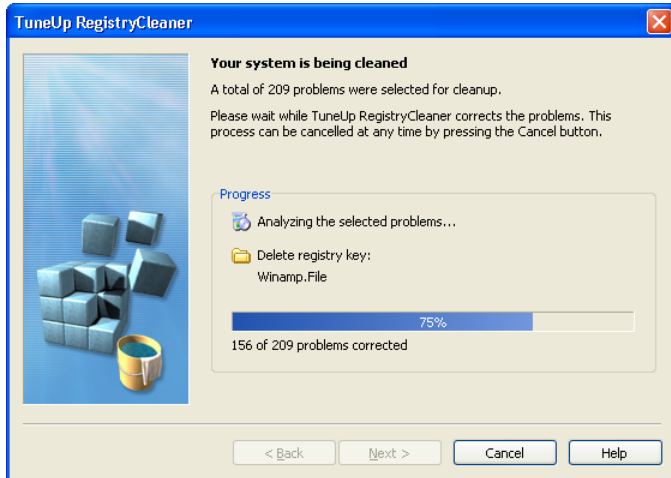 TuneUp RegistryCleaner
Your system is being cleaned
A total of 209 problems were selected for cleanup.
Please wait while TuneUp RegistryCleaner corrects the problems. This
process can be cancelled at any time by pressing the Cancel button.
Progress
Analyzing the selected problems...
Delete registry key:
Winamp.File
75%
156 of 209 problems corrected
< Back
Next >
Cancel
Help